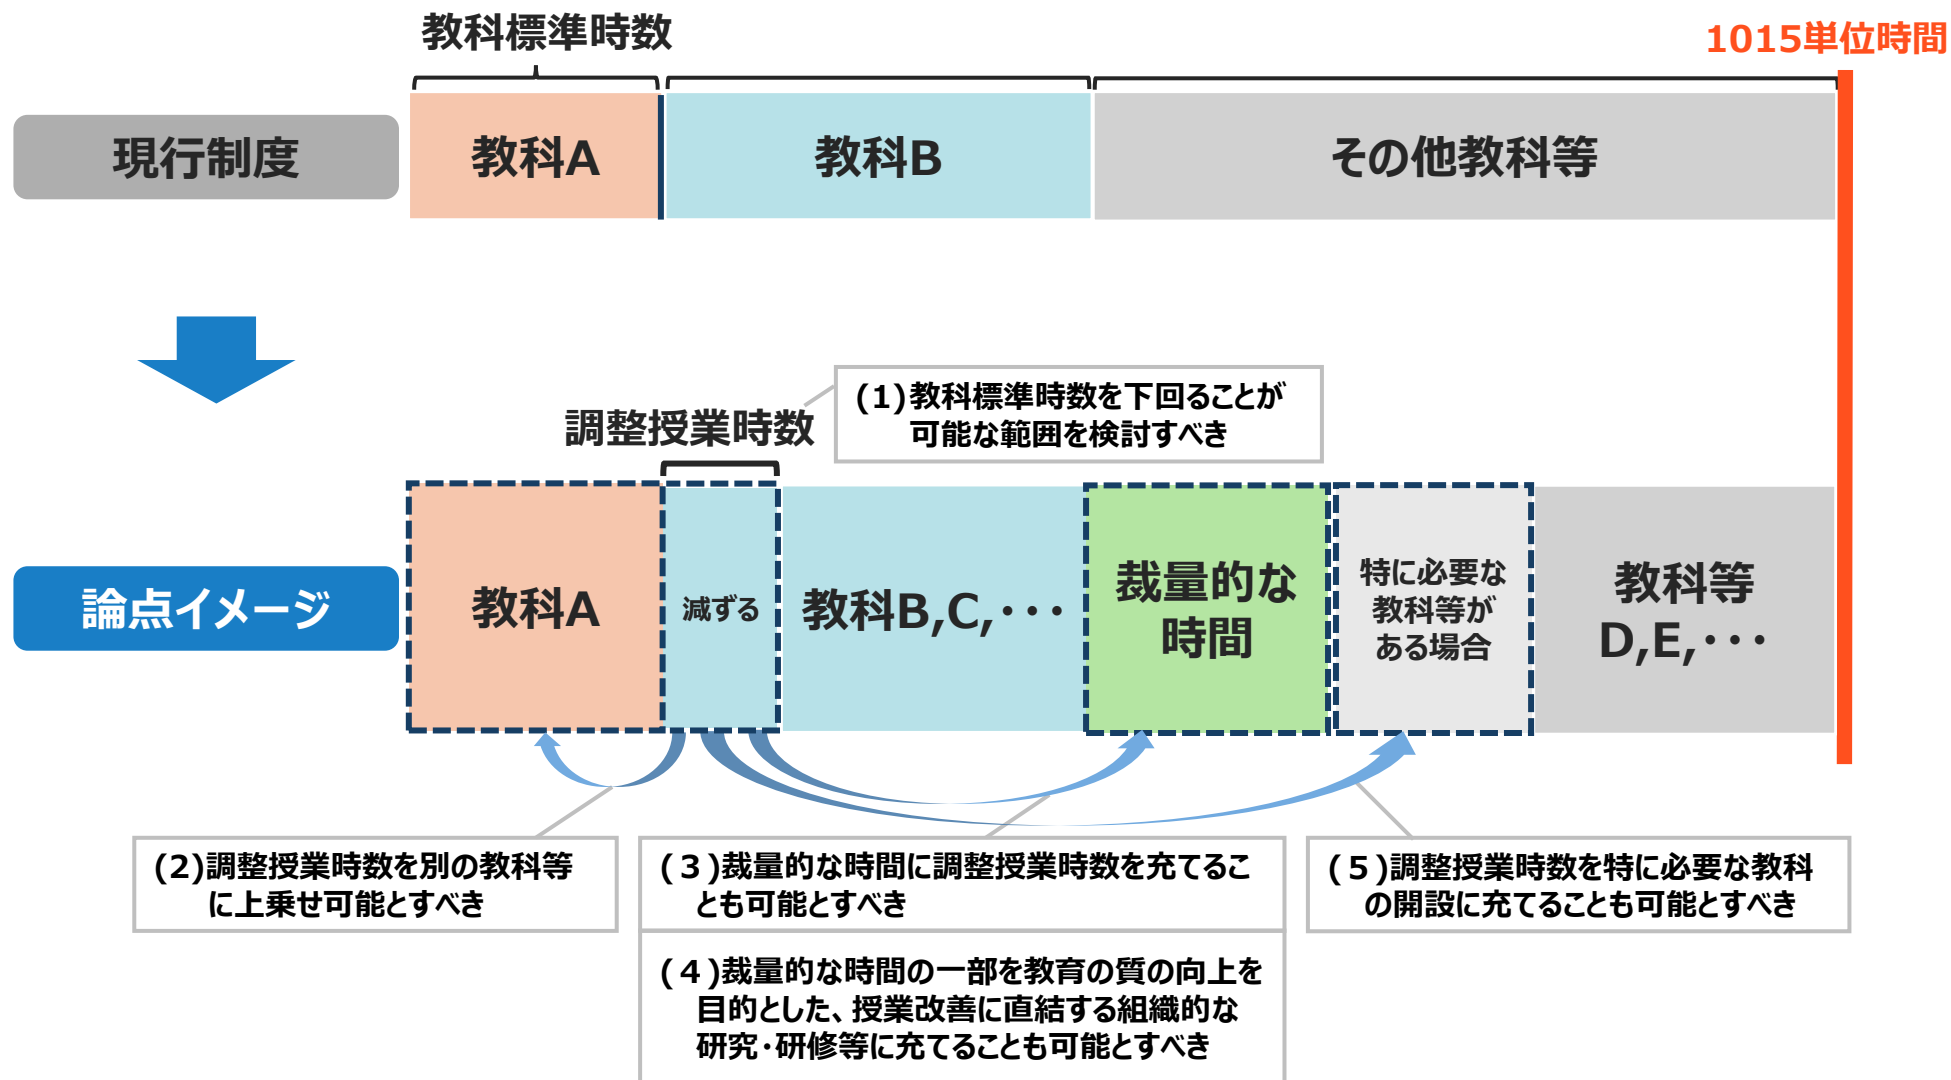 教科標準時数
1015単位時間
現行制度
教科A
教科B
その他教科等
(1)教科標準時数を下回ることが
可能な範囲を検討すべき
調整授業時数
論点イメージ
教科A
減ずる
教科B,C,・・・
裁量的な
時間
特に必要な
教科等が
ある場合
教科等
D,E,・・・
(2)調整授業時数を別の教科等
に上乗せ可能とすべき
(３)裁量的な時間に調整授業時数を充てるこ
とも可能とすべき
(４)裁量的な時間の一部を教育の質の向上を
目的とした、授業改善に直結する組織的な
研究・研修等に充てることも可能とすべき
(５)調整授業時数を特に必要な教科
の開設に充てることも可能とすべき